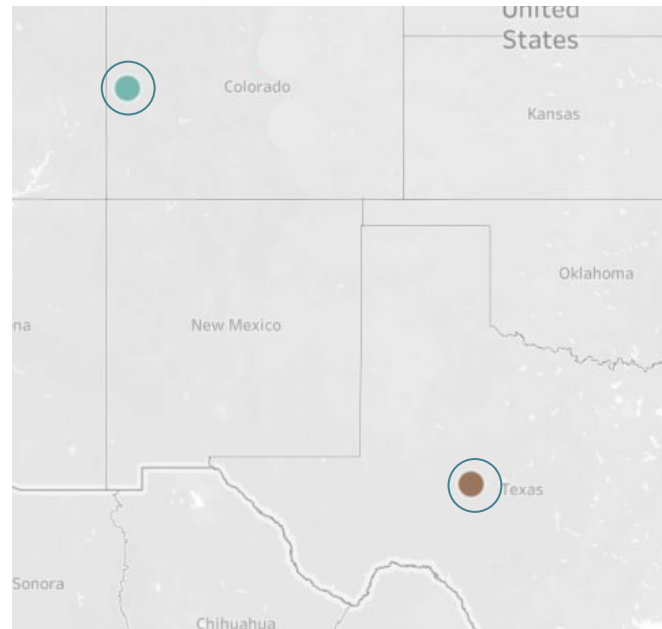 United
States
Colorado
Kansas
Oklahoma
na
New Mexico
Texas
Sonora
Chihuahua